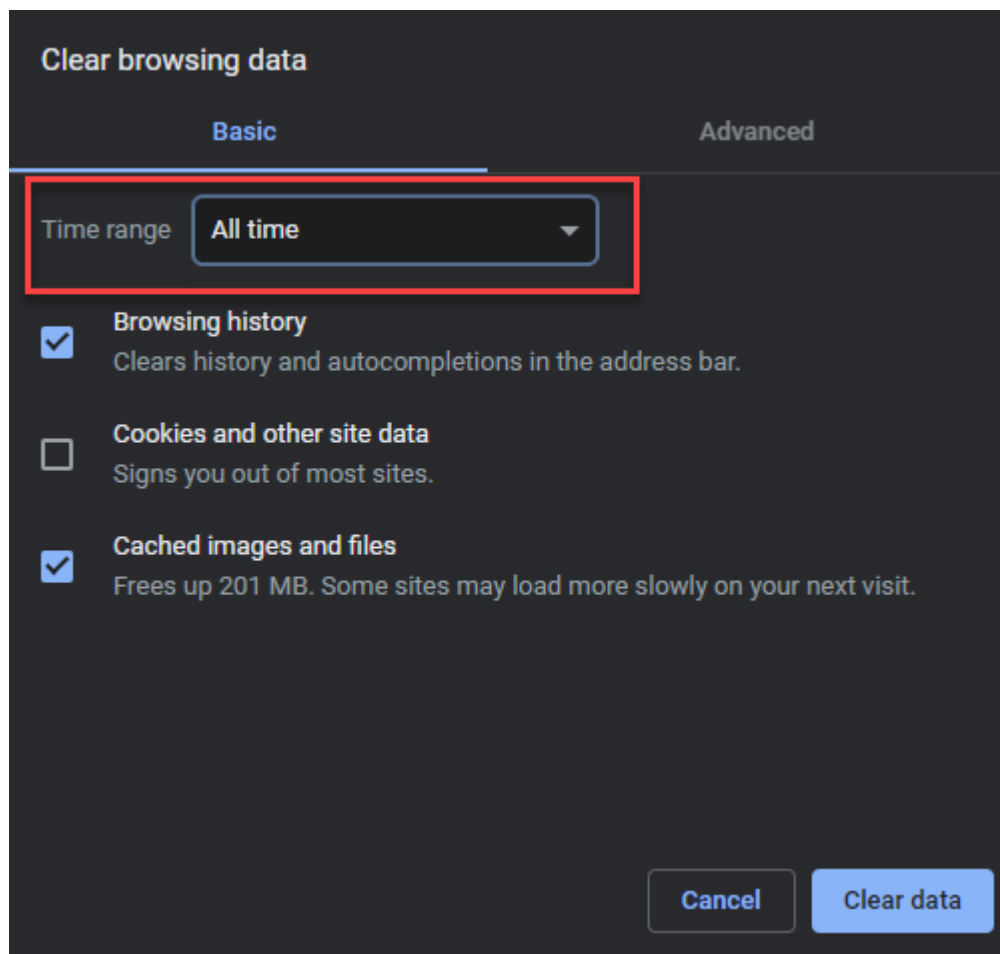 Clear browsing data
Basic Advanced
Time range All time
Browsing history
Clears history and autocompletions in the address bar.
Cookies and other site data
Signs you out of most sites.
Cached images and files
Frees up 201 MB. Some sites may load more slowly on your next visit.
Cancel Clear data